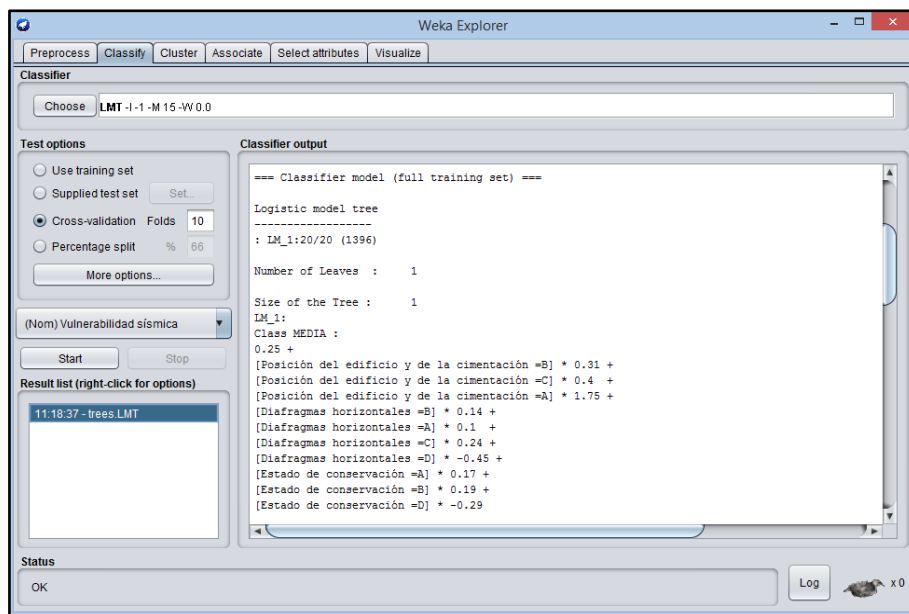 Weka Explorer
Preprocess Classify Cluster Associate Select attributes Visualize
Classifier
Choose LMT -I -1 -M 15 -W 0.0
Test options
Use training set
Supplied test set Set...
Cross-validation Folds 10
Percentage split % 66
More options...
(Nom) Vulnerabilidad sísmica
Start Stop
Result list (right-click for options)
11:18:37 - trees.LMT
Classifier output
=== Classifier model (full training set) ===
Logistic model tree
------------------
: LM_1:20/20 (1396)
Number of Leaves : 1
Size of the Tree : 1
LM_1:
Class MEDIA :
0.25 +
[Posición del edificio y de la cimentación =B] * 0.31 +
[Posición del edificio y de la cimentación =C] * 0.4 +
[Posición del edificio y de la cimentación =A] * 1.75 +
[Diafragmas horizontales =B] * 0.14 +
[Diafragmas horizontales =A] * 0.1 +
[Diafragmas horizontales =C] * 0.24 +
[Diafragmas horizontales =D] * -0.45 +
[Estado de conservación =A] * 0.17 +
[Estado de conservación =B] * 0.19 +
[Estado de conservación =D] * -0.29
Status
OK
Log
x 0